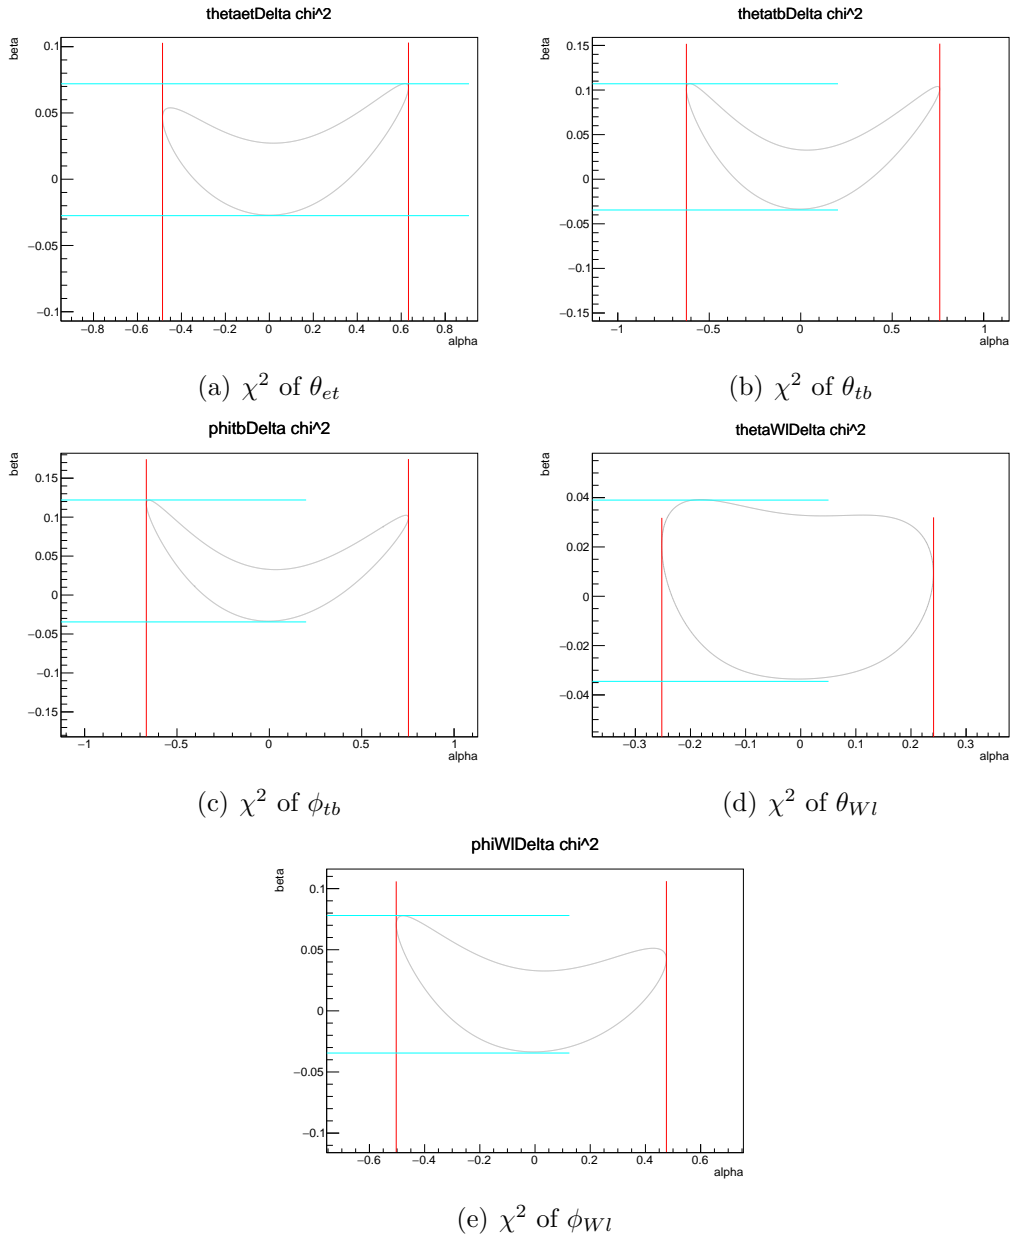 thetaetDelta chi^2
beta
0.1
0.05
0
−0.05
−0.1
−0.8 −0.6 −0.4 −0.2 0 0.2 0.4 0.6 0.8
alpha
(a) χ² of θ_et
thetatbDelta chi^2
beta
0.15
0.1
0.05
0
−0.05
−0.1
−0.15
−1 −0.5 0 0.5 1
alpha
(b) χ² of θ_tb
phitbDelta chi^2
beta
0.15
0.1
0.05
0
−0.05
−0.1
−0.15
−1 −0.5 0 0.5 1
alpha
(c) χ² of ϕ_tb
thetaWlDelta chi^2
beta
0.04
0.02
0
−0.02
−0.04
−0.3 −0.2 −0.1 0 0.1 0.2 0.3
alpha
(d) χ² of θ_Wl
phiWlDelta chi^2
beta
0.1
0.05
0
−0.05
−0.1
−0.6 −0.4 −0.2 0 0.2 0.4 0.6
alpha
(e) χ² of ϕ_Wl